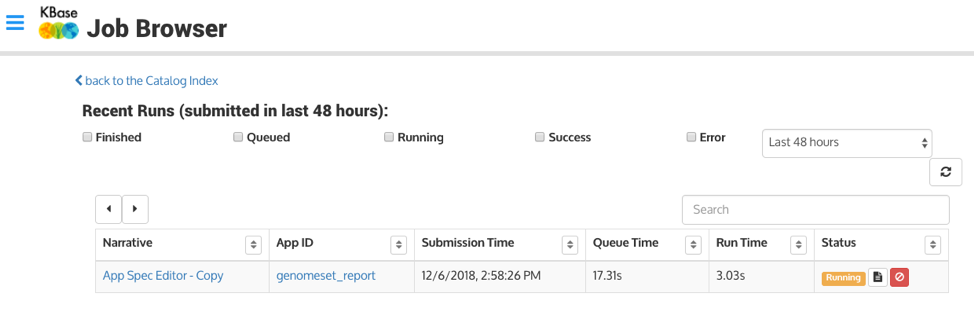 KBase
Job Browser
back to the Catalog Index
Recent Runs (submitted in last 48 hours):
Finished Queued Running Success Error Last 48 hours
Search
Narrative App ID Submission Time Queue Time Run Time Status
App Spec Editor - Copy genomeset_report 12/6/2018, 2:58:26 PM 17.31s 3.03s Running